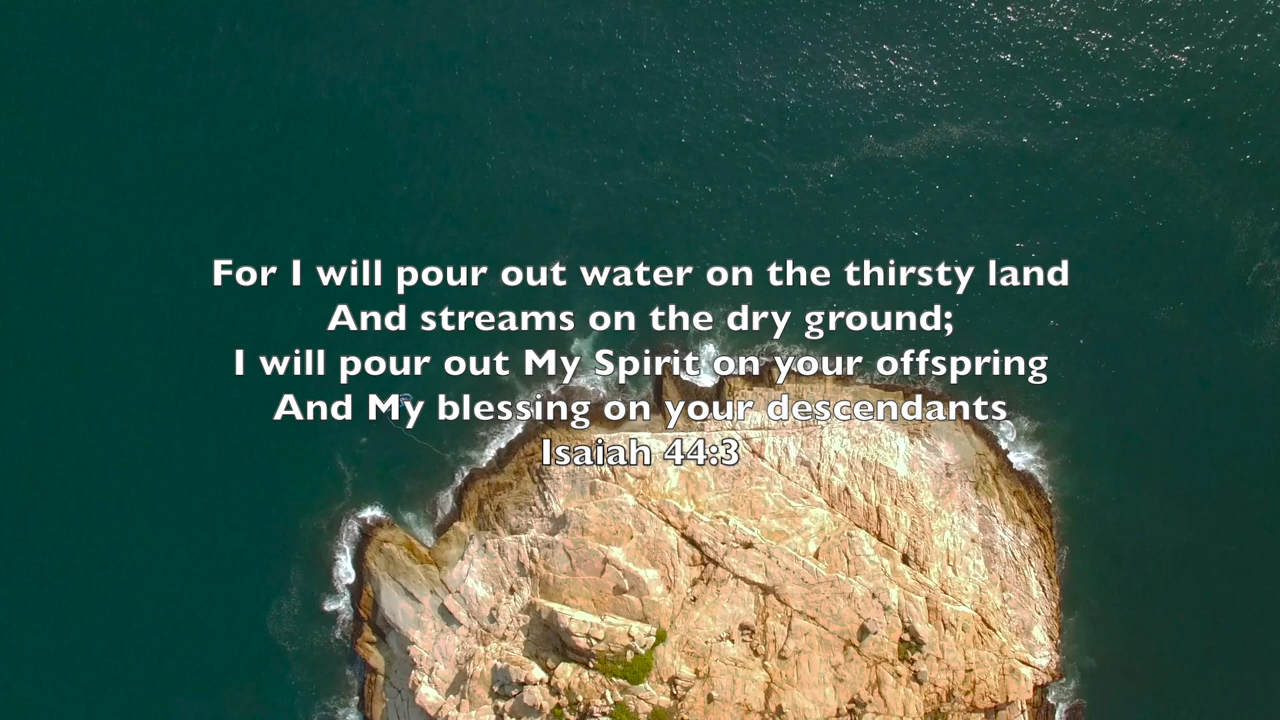 For I will pour out water on the thirsty land
And streams on the dry ground;
I will pour out My Spirit on your offspring
And My blessing on your descendants
Isaiah 44:3